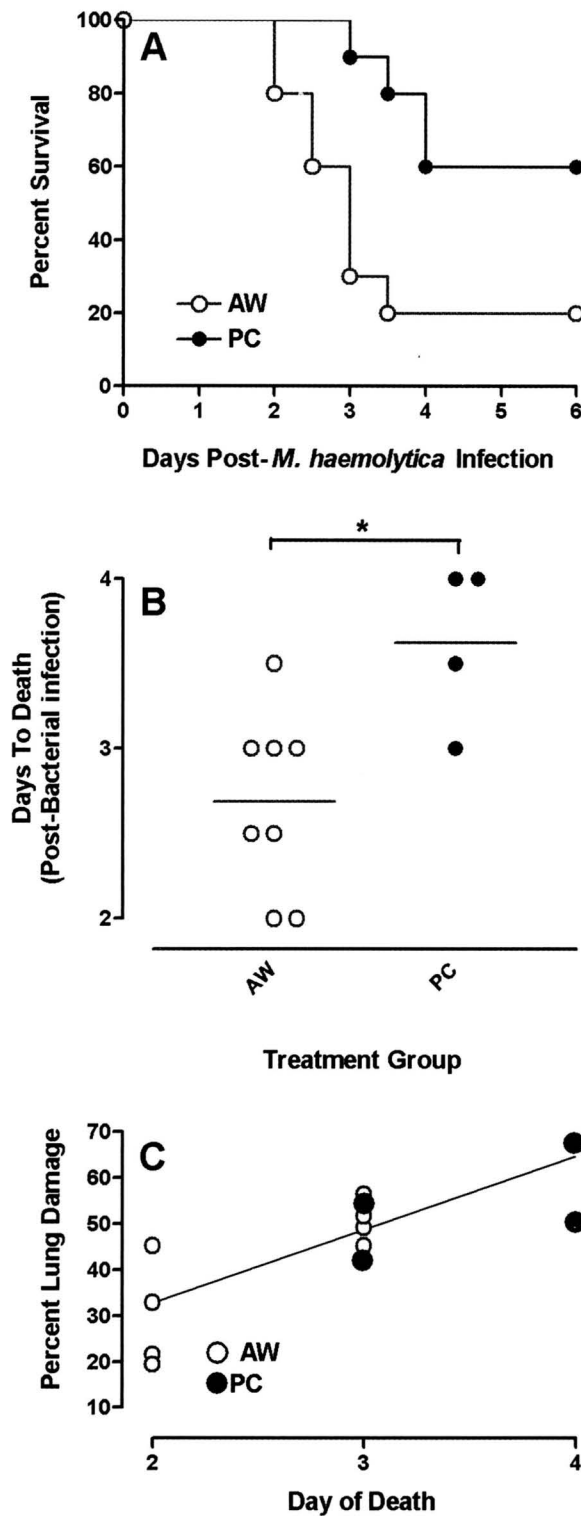 A
100
80
60
40
20
0
Percent Survival
AW
PC
0 1 2 3 4 5 6
Days Post-M. haemolytica Infection
B
*
4
3
2
Days To Death
(Post-Bacterial infection)
AW PC
Treatment Group
C
70
60
50
40
30
20
10
Percent Lung Damage
AW
PC
2 3 4
Day of Death